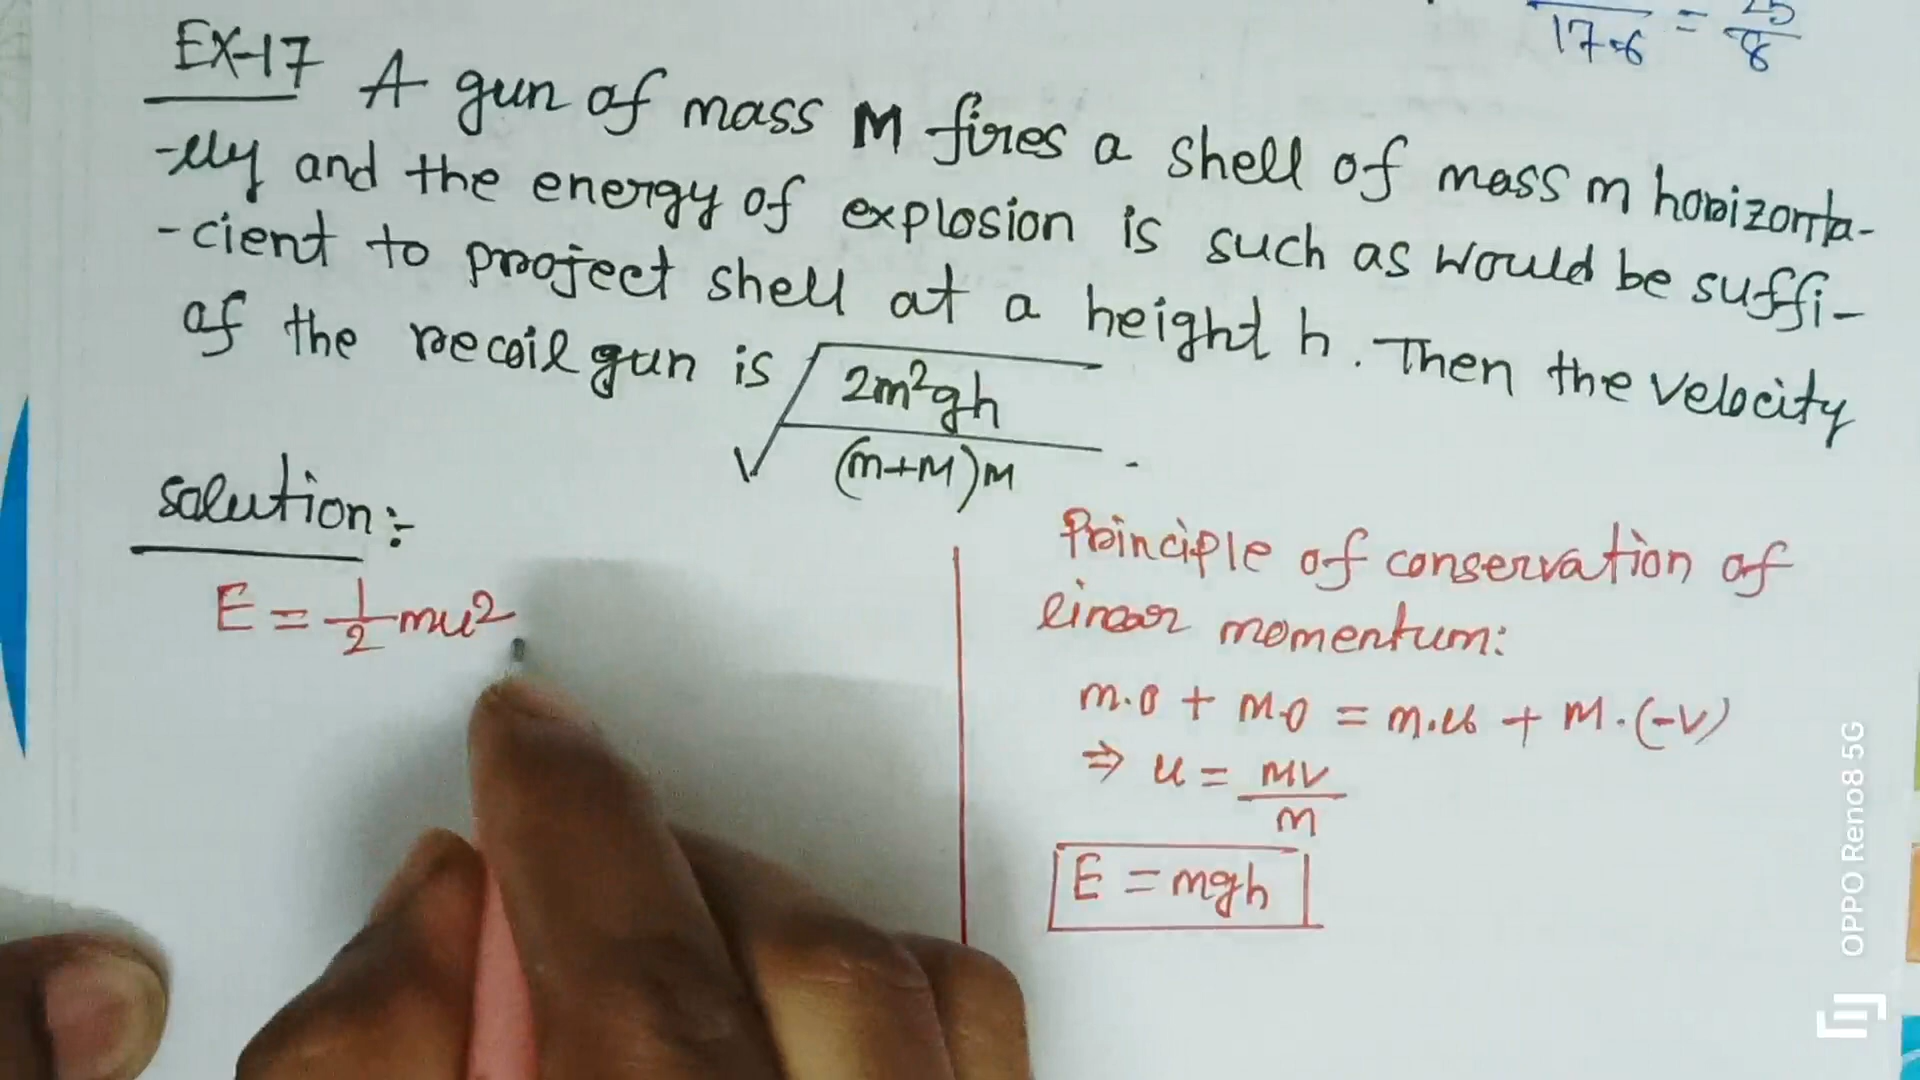 17.6 = 25/8
EX-17 A gun of mass M fires a shell of mass m horizonta-
-lly and the energy of explosion is such as would be suffi-
-cient to project shell at a height h. Then the velocity
of the recoil gun is √(2m²gh/(m+M)M).
Solution:-
E = 1/2 mu²
Principle of conservation of
linear momentum:
m.0 + M.0 = m.u + M.(-V)
⇒ u = MV/m
E = mgh
OPPO Reno8 5G